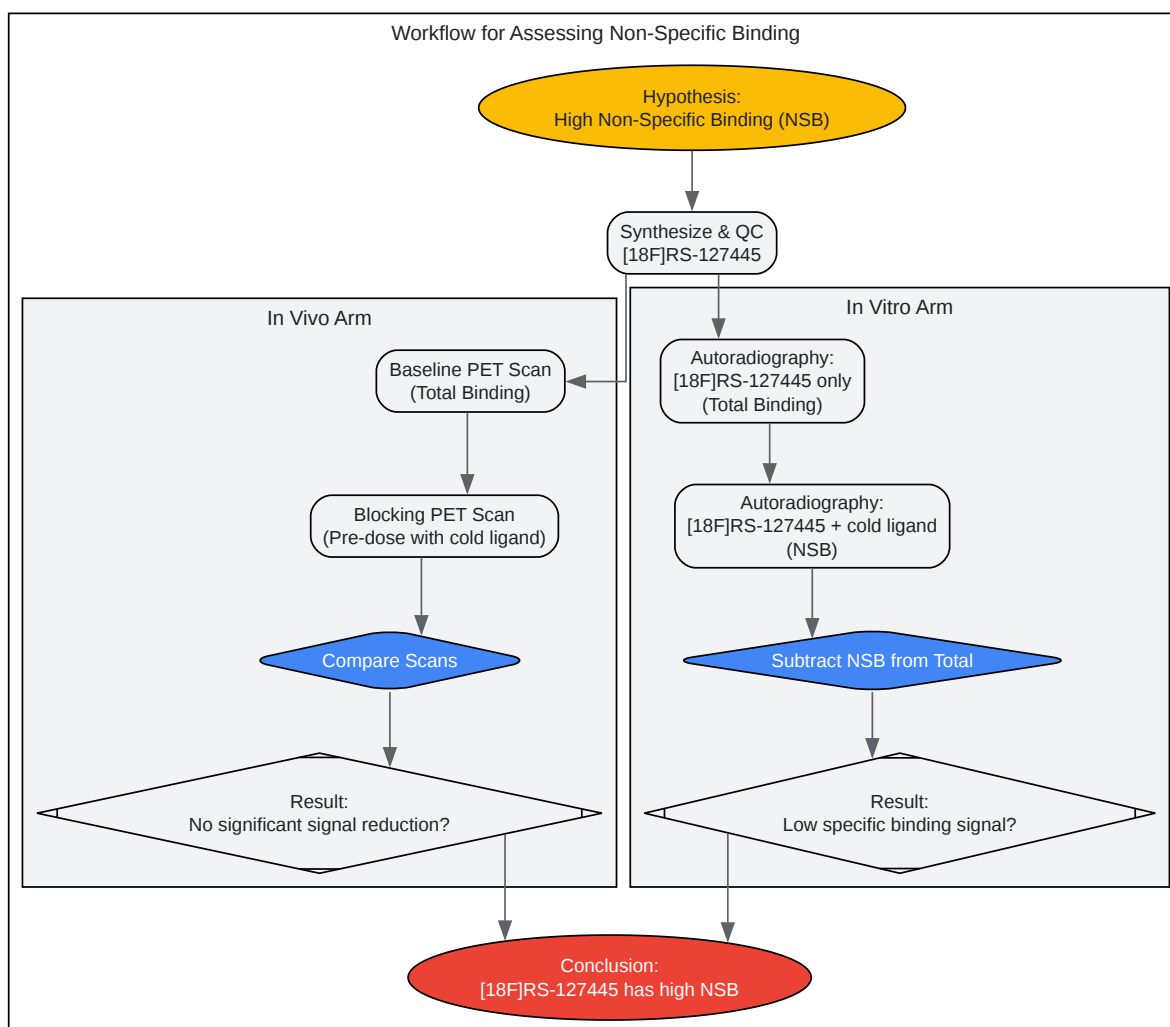 Workflow for Assessing Non-Specific Binding
Hypothesis:
High Non-Specific Binding (NSB)
Synthesize & QC
[18F]RS-127445
In Vivo Arm
Baseline PET Scan
(Total Binding)
Blocking PET Scan
(Pre-dose with cold ligand)
Compare Scans
Result:
No significant signal reduction?
In Vitro Arm
Autoradiography:
[18F]RS-127445 only
(Total Binding)
Autoradiography:
[18F]RS-127445 + cold ligand
(NSB)
Subtract NSB from Total
Result:
Low specific binding signal?
Conclusion:
[18F]RS-127445 has high NSB